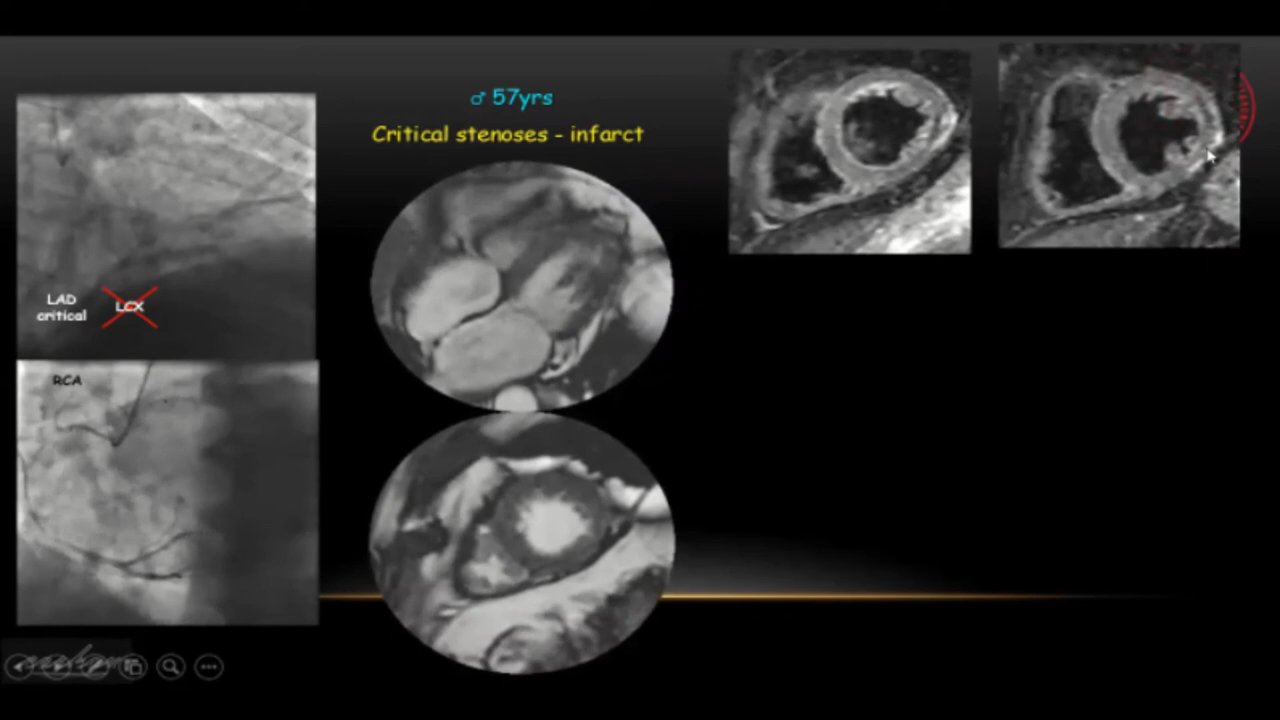 ♂ 57yrs
Critical stenoses - infarct
LAD
critical
LCX
RCA